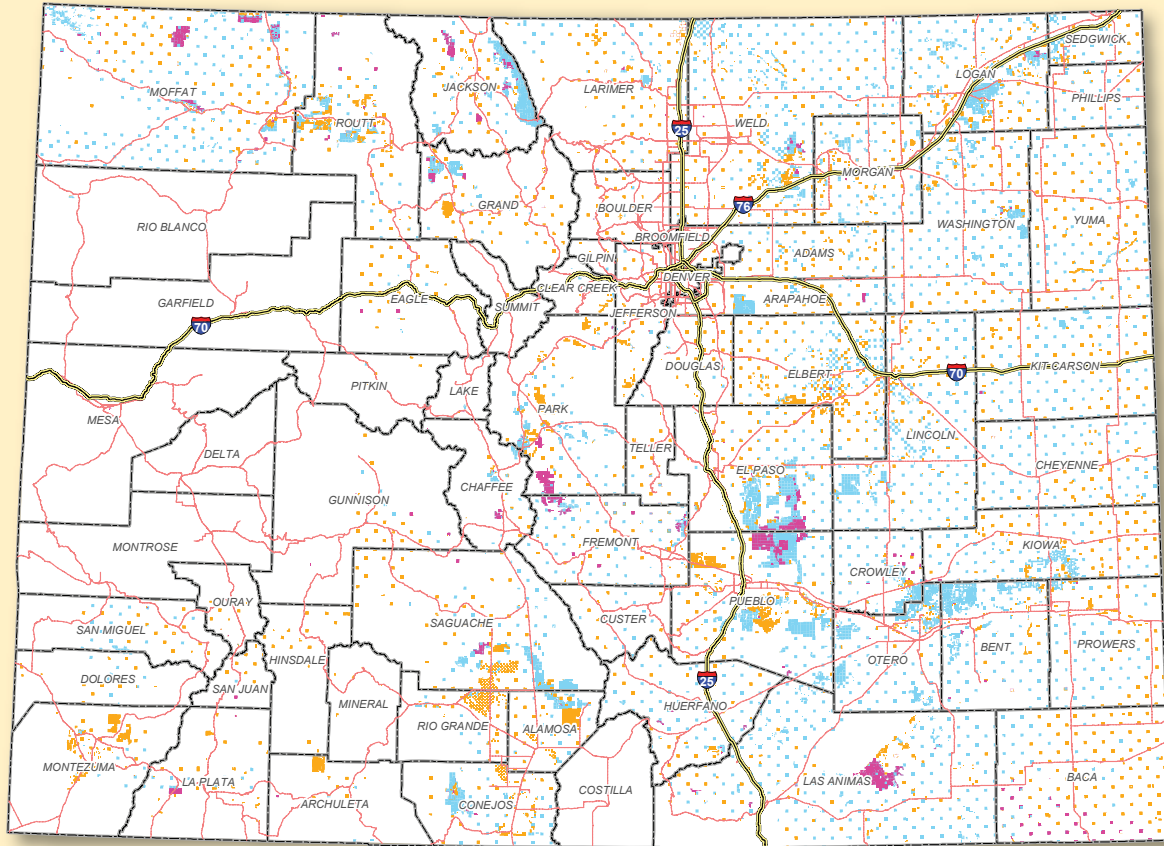 SEDGWICK
LOGAN
MOFFAT
JACKSON
LARIMER
PHILLIPS
ROUTT
25
WELD
MORGAN
76
GRAND
BOULDER
YUMA
RIO BLANCO
WASHINGTON
BROOMFIELD
GILPIN
ADAMS
DENVER
CLEAR CREEK
EAGLE
ARAPAHOE
GARFIELD
SUMMIT
JEFFERSON
70
DOUGLAS
ELBERT
70
KIT CARSON
PITKIN
LAKE
PARK
MESA
LINCOLN
TELLER
DELTA
CHEYENNE
EL PASO
CHAFFEE
GUNNISON
FREMONT
KIOWA
MONTROSE
CROWLEY
OURAY
PUEBLO
CUSTER
SAGUACHE
SAN MIGUEL
BENT
PROWERS
HINSDALE
OTERO
DOLORES
25
SAN JUAN
MINERAL
HUERFANO
RIO GRANDE
ALAMOSA
MONTEZUMA
BACA
LA PLATA
LAS ANIMAS
COSTILLA
ARCHULETA
CONEJOS